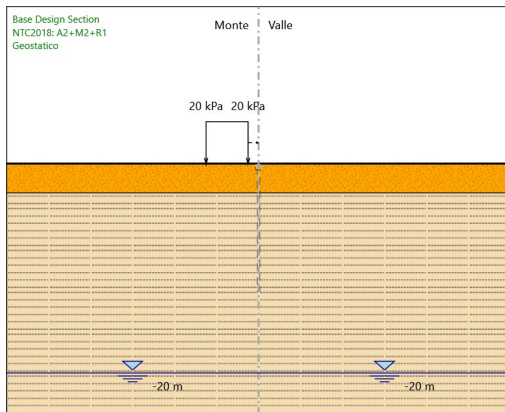 Base Design Section
NTC2018: A2+M2+R1
Geostatico
Monte Valle
20 kPa 20 kPa
-20 m -20 m